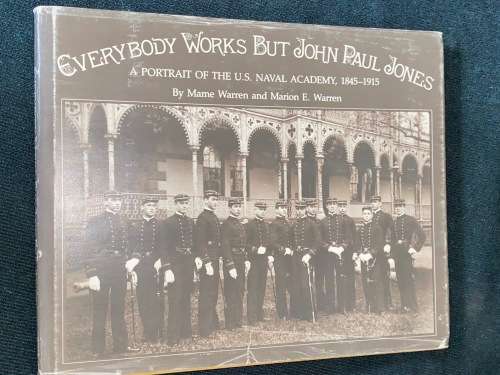 EVERYBODY WORKS BUT JOHN PAUL JONES
A PORTRAIT OF THE U.S. NAVAL ACADEMY, 1845–1915
By Mame Warren and Marion E. Warren